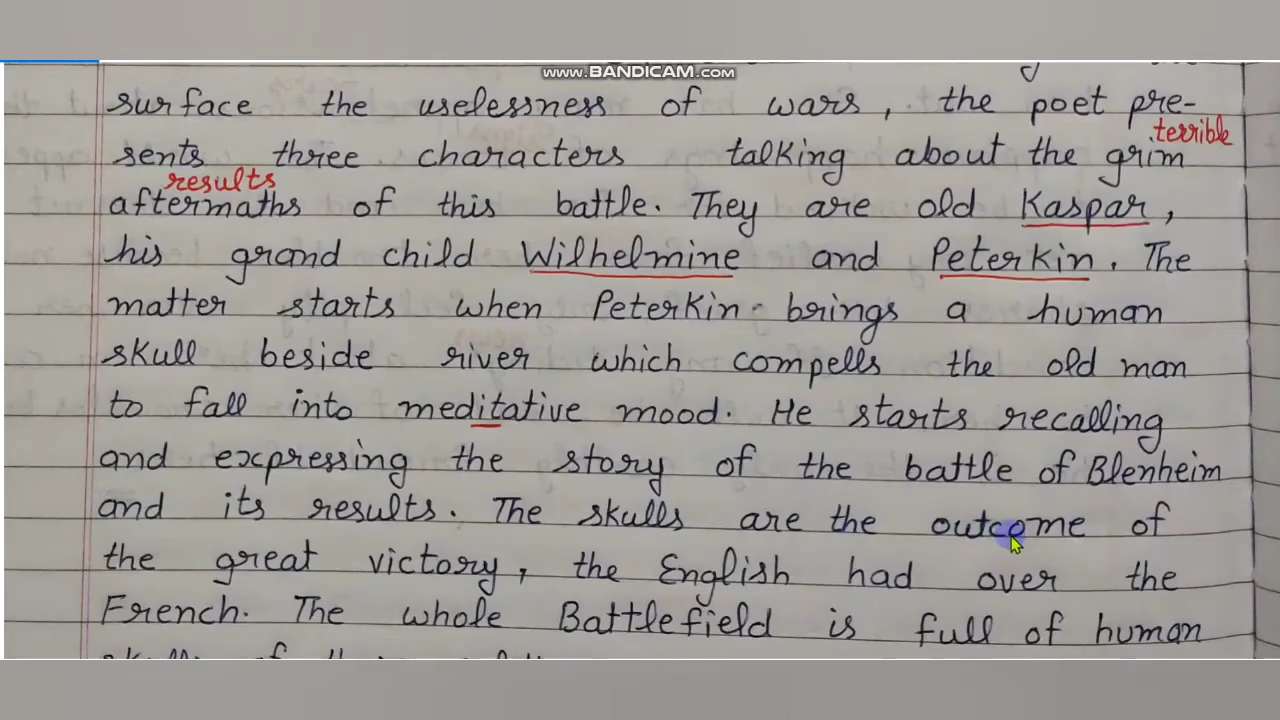 www.BANDICAM.com
surface the uselessness of wars, the poet pre-
terrible
sents three characters talking about the grim
results
aftermaths of this battle. They are old Kaspar,
his grand child Wilhelmine and Peterkin. The
matter starts when Peterkin brings a human
skull beside river which compells the old man
to fall into meditative mood. He starts recalling
and expressing the story of the battle of Blenheim
and its results. The skulls are the outcome of
the great victory, the English had over the
French. The whole Battlefield is full of human